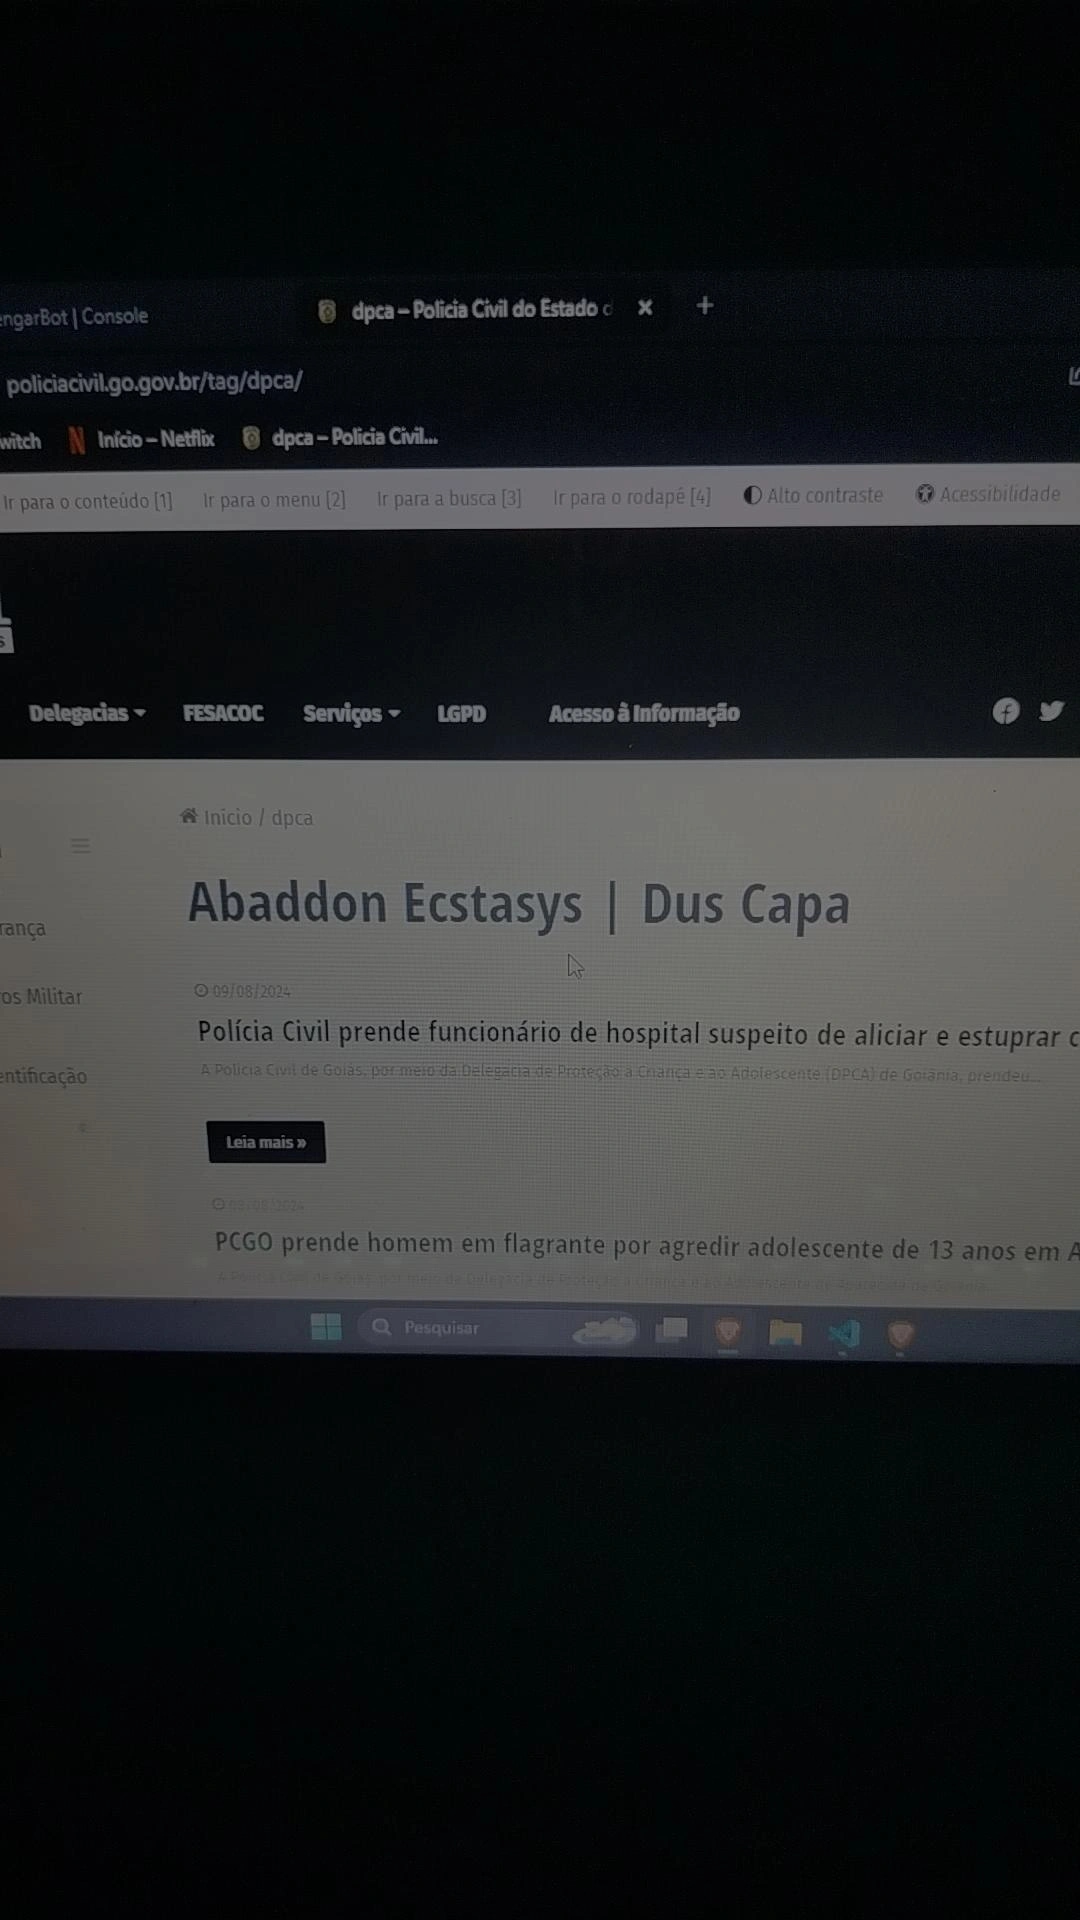 engarBot | Console
dpca – Polícia Civil do Estado
policiacivil.go.gov.br/tag/dpca/
witch Início – Netflix dpca – Polícia Civil...
Ir para o conteúdo [1] Ir para o menu [2] Ir para a busca [3] Ir para o rodapé [4] Alto contraste Acessibilidade
Delegacias FESACOC Serviços LGPD Acesso à Informação
Início / dpca
Abaddon Ecstasys | Dus Capa
rança
09/08/2024
os Militar
Polícia Civil prende funcionário de hospital suspeito de aliciar e estuprar c
A Polícia Civil de Goiás, por meio da Delegacia de Proteção à Criança e ao Adolescente (DPCA) de Goiânia, prendeu...
entificação
Leia mais »
08/08/2024
PCGO prende homem em flagrante por agredir adolescente de 13 anos em A
A Polícia Civil de Goiás, por meio da Delegacia de Proteção à Criança e ao Adolescente de Aparecida de Goiânia
Pesquisar